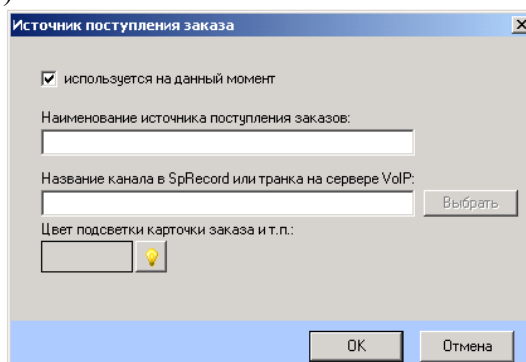 )
Источник поступления заказа
используется на данный момент
Наименование источника поступления заказов:
Название канала в SpRecord или транка на сервере VoIP:
Выбрать
Цвет подсветки карточки заказа и т.п.:
OK Отмена